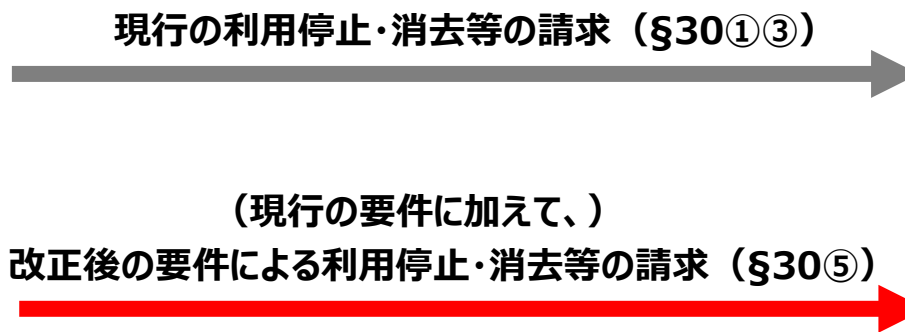 現行の利用停止･消去等の請求（§30①③）
（現行の要件に加えて、）
改正後の要件による利用停止･消去等の請求（§30⑤）